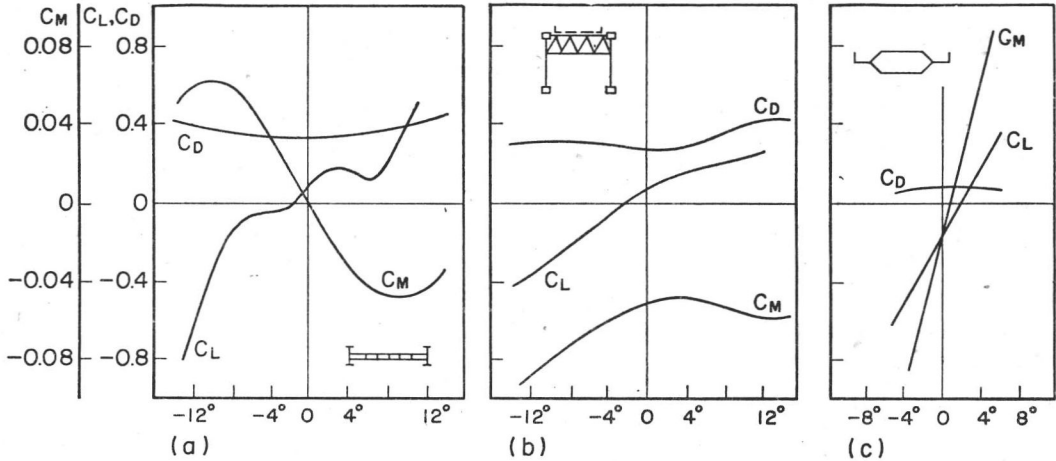 CM CL,CD
0.08 0.8
0.04 0.4
0 0
-0.04 -0.4
-0.08 -0.8
CD
CM
CL
-12° -4° 0 4° 12°
(a)
CD
CL
CM
-12° -4° 0 4° 12°
(b)
GM
CL
CD
-8° -4° 0 4° 8°
(c)